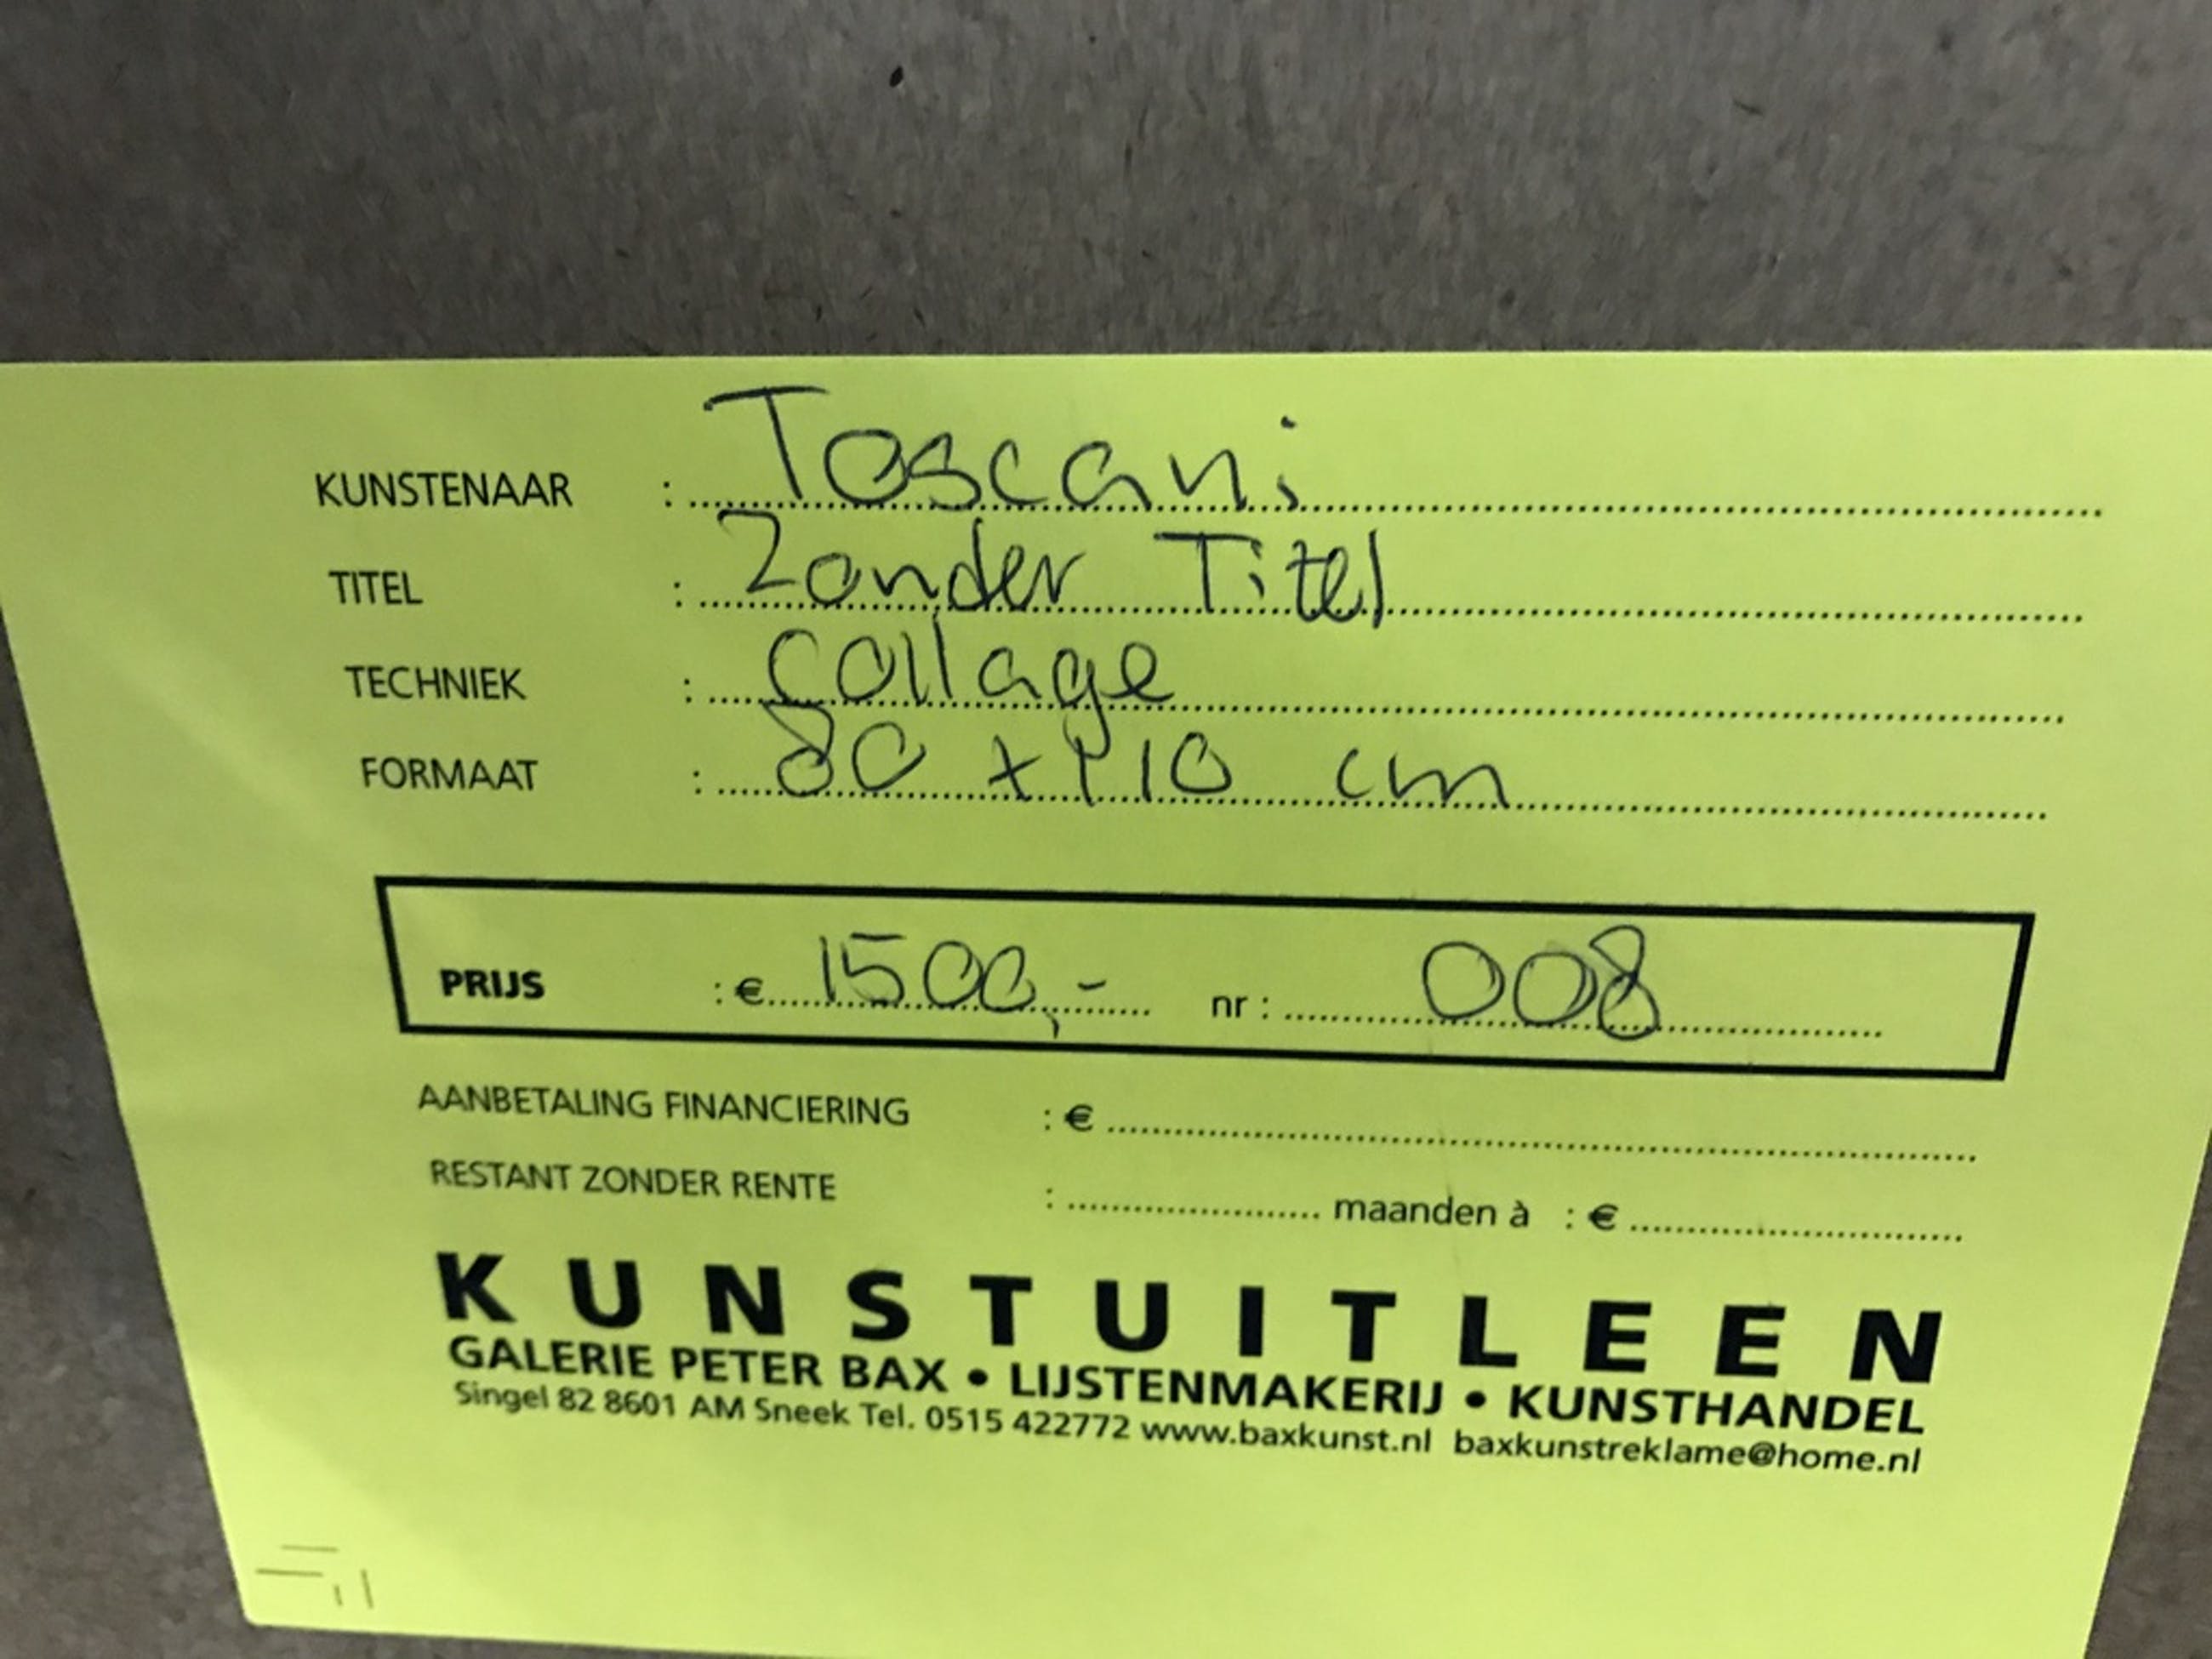 KUNSTENAAR : Toscani
TITEL : Zonder Titel
TECHNIEK : collage
FORMAAT : 80 x 110 cm
PRIJS : € 1500,- nr : 008
AANBETALING FINANCIERING : €
RESTANT ZONDER RENTE : maanden à : €
KUNSTUITLEEN
GALERIE PETER BAX • LIJSTENMAKERIJ • KUNSTHANDEL
Singel 82 8601 AM Sneek Tel. 0515 422772 www.baxkunst.nl baxkunstreklame@home.nl